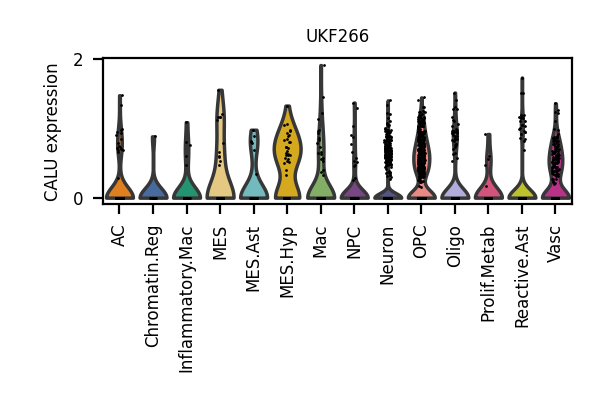 UKF266
CALU expression
2
0
AC
Chromatin.Reg
Inflammatory.Mac
MES
MES.Ast
MES.Hyp
Mac
NPC
Neuron
OPC
Oligo
Prolif.Metab
Reactive.Ast
Vasc